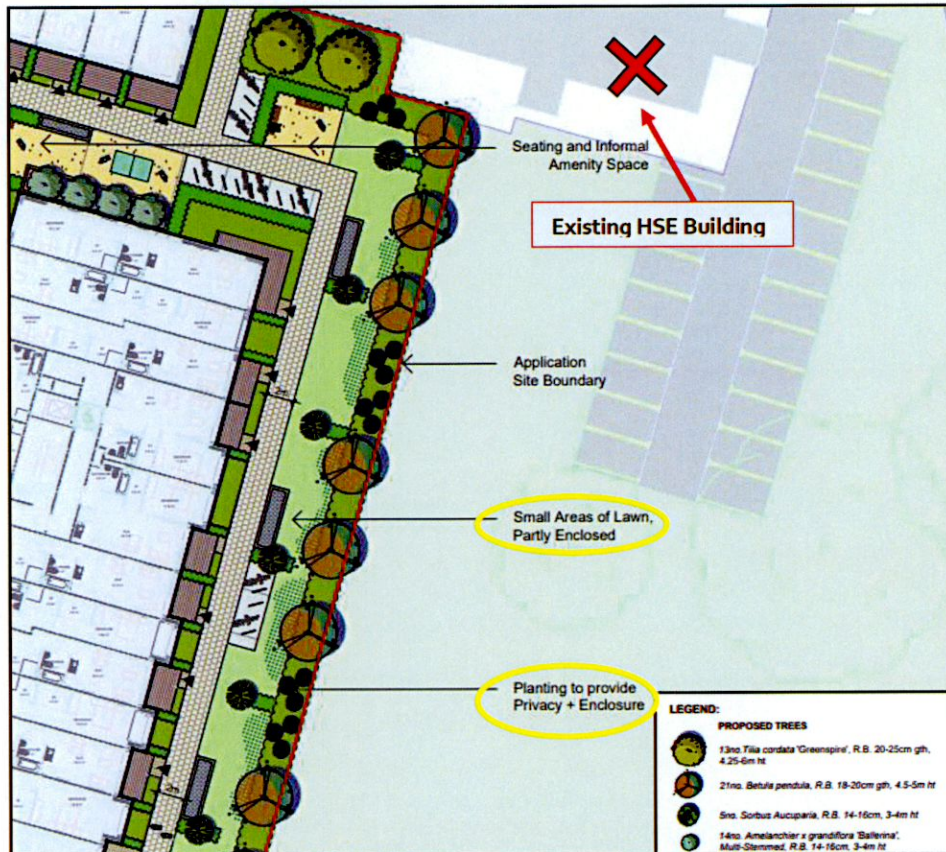 Seating and Informal
Amenity Space
Existing HSE Building
Application
Site Boundary
Small Areas of Lawn,
Partly Enclosed
Planting to provide
Privacy + Enclosure
LEGEND:
PROPOSED TREES
13no. Tilia cordata 'Greenspire', R.B. 20-25cm gth,
4.25-6m ht
21no. Betula pendula, R.B. 18-20cm gth, 4.5-5m ht
5no. Sorbus Aucuparia, R.B. 14-16cm, 3-4m ht
14no. Amelanchier x grandiflora 'Ballerina',
Multi-Stemmed, R.B. 14-16cm, 3-4m ht